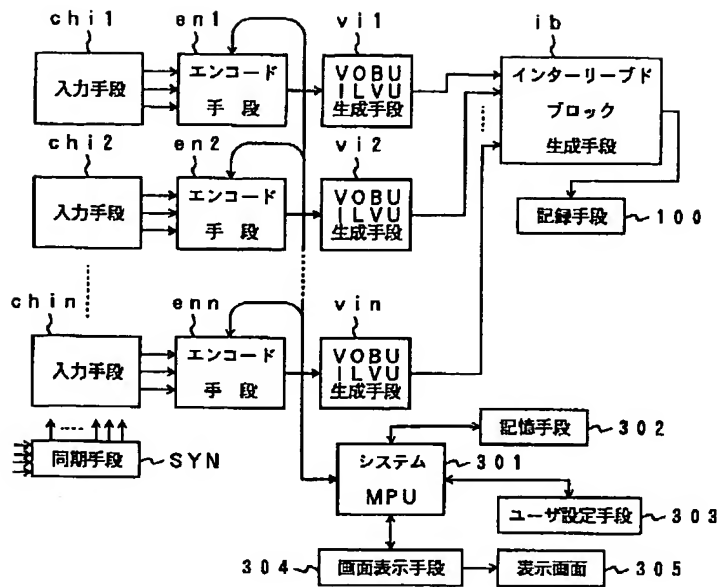 chi1
en1
vi1
ib
入力手段
エンコード
手段
VOBU
ILVU
生成手段
インターリーブド
ブロック
生成手段
chi2
en2
vi2
入力手段
エンコード
手段
VOBU
ILVU
生成手段
記録手段
100
chin
enn
vin
入力手段
エンコード
手段
VOBU
ILVU
生成手段
同期手段
SYN
記憶手段
302
システム
MPU
301
ユーザ設定手段
303
304
画面表示手段
表示画面
305